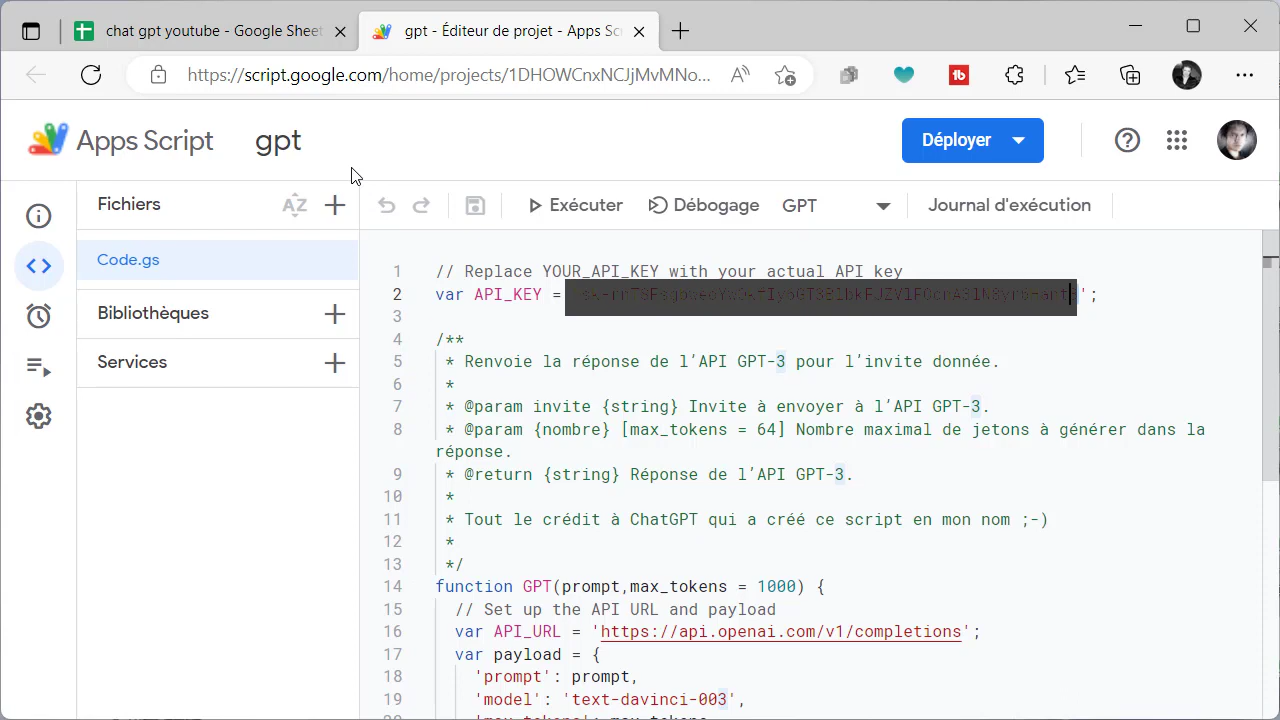 chat gpt youtube - Google Sheet
gpt - Éditeur de projet - Apps Sc
https://script.google.com/home/projects/1DHOWCnxNCJjMvMNo...
Apps Script
gpt
Déployer
Fichiers
AZ
Exécuter
Débogage
GPT
Journal d'exécution
Code.gs
Bibliothèques
Services
1 // Replace YOUR_API_KEY with your actual API key
2 var API_KEY = ';
3
4 /**
5 * Renvoie la réponse de l’API GPT-3 pour l’invite donnée.
6 *
7 * @param invite {string} Invite à envoyer à l’API GPT-3.
8 * @param {nombre} [max_tokens = 64] Nombre maximal de jetons à générer dans la
réponse.
9 * @return {string} Réponse de l’API GPT-3.
10 *
11 * Tout le crédit à ChatGPT qui a créé ce script en mon nom ;-)
12 *
13 */
14 function GPT(prompt,max_tokens = 1000) {
15 // Set up the API URL and payload
16 var API_URL = 'https://api.openai.com/v1/completions';
17 var payload = {
18 'prompt': prompt,
19 'model': 'text-davinci-003',
'max_tokens': max_tokens